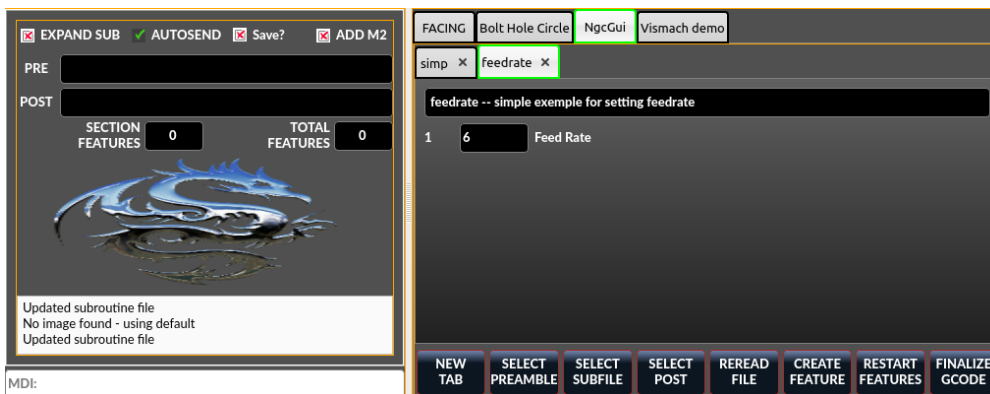 EXPAND SUB AUTOSEND Save? ADD M2
PRE
POST
SECTION
FEATURES
0
TOTAL
FEATURES
0
Updated subroutine file
No image found - using default
Updated subroutine file
MDI:
FACING Bolt Hole Circle NgcGui Vismach demo
simp × feedrate ×
feedrate -- simple exemple for setting feedrate
1 6 Feed Rate
NEW
TAB
SELECT
PREAMBLE
SELECT
SUBFILE
SELECT
POST
REREAD
FILE
CREATE
FEATURE
RESTART
FEATURES
FINALIZE
GCODE